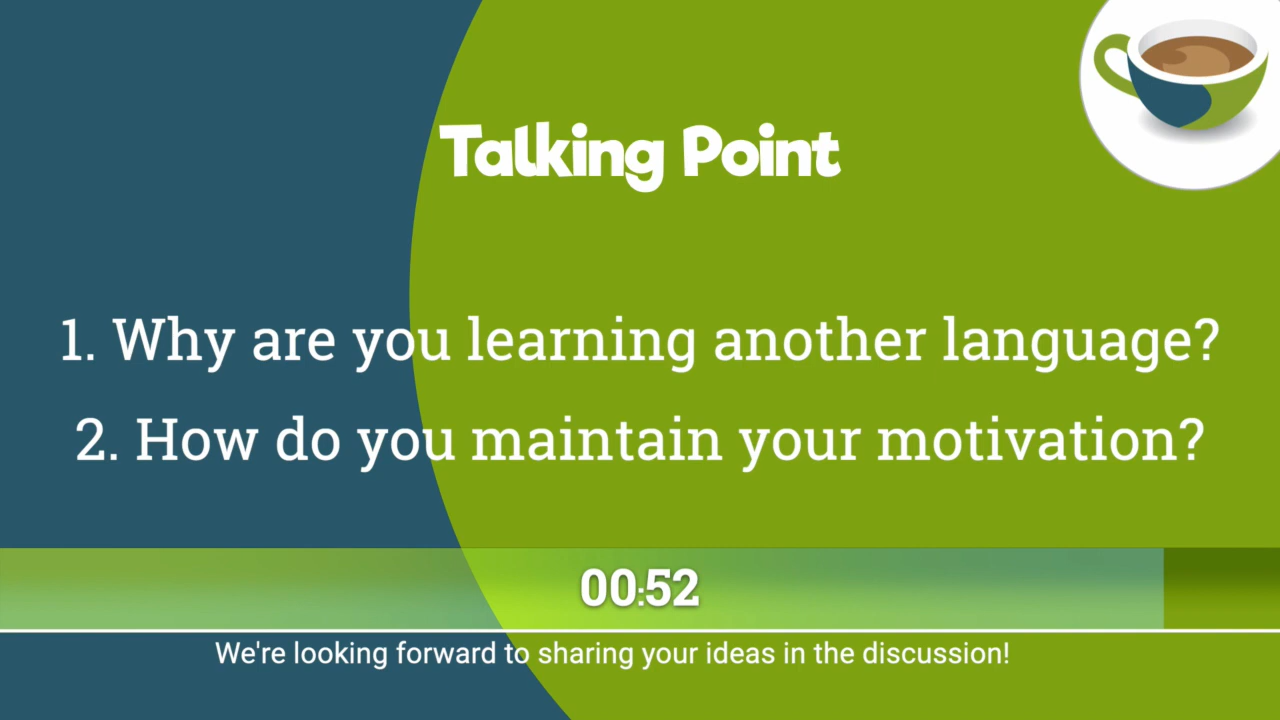 Talking Point
1. Why are you learning another language?
2. How do you maintain your motivation?
00:52
We're looking forward to sharing your ideas in the discussion!